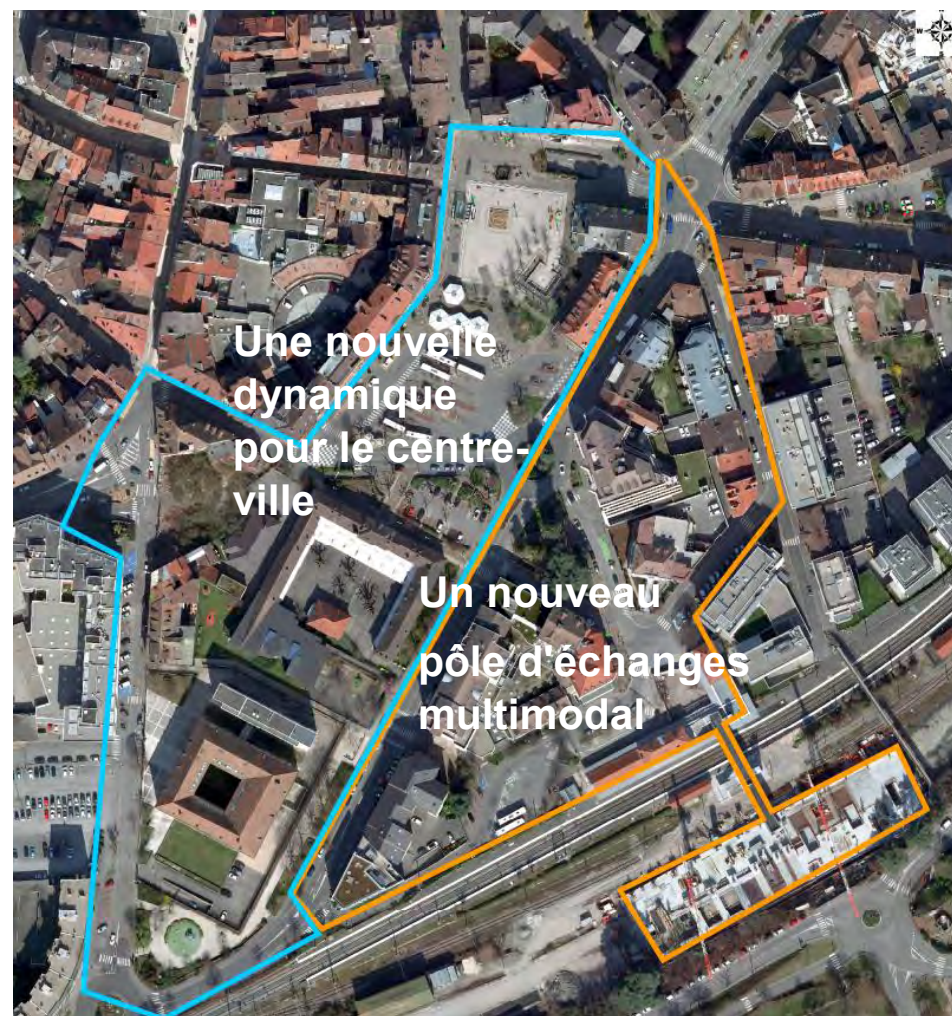 W
Une nouvelle
dynamique
pour le centre-
ville
Un nouveau
pôle d'échanges
multimodal